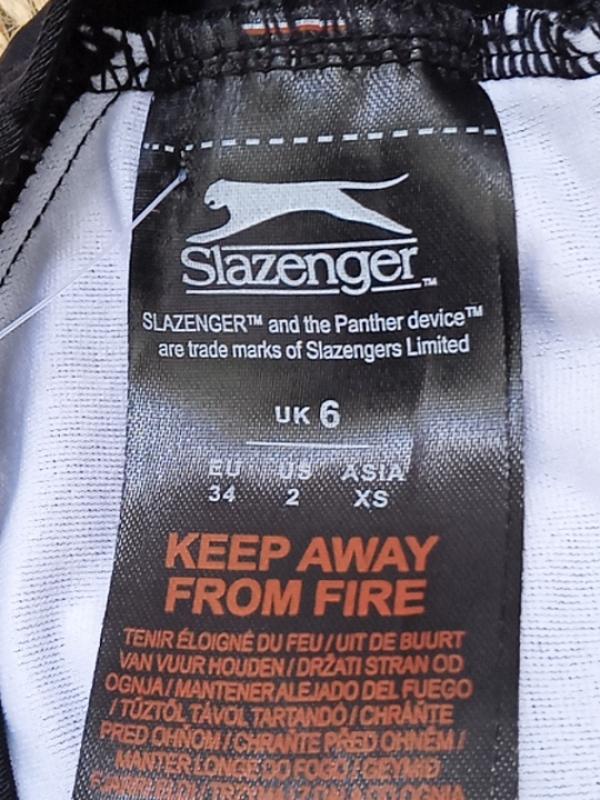 Slazenger™
SLAZENGER™ and the Panther device™
are trade marks of Slazengers Limited
UK 6
EU US ASIA
34 2 XS
KEEP AWAY
FROM FIRE
TENIR ÉLOIGNÉ DU FEU / UIT DE BUURT
VAN VUUR HOUDEN / DRŽATI STRAN OD
OGNJA / MANTENER ALEJADO DEL FUEGO
/ TŰZTŐL TÁVOL TARTANDÓ / CHRÁŇTE
PRED OHŇOM / CHRAŇTE PŘED OHNĚM /
MANTER LONGE DO FOGO /